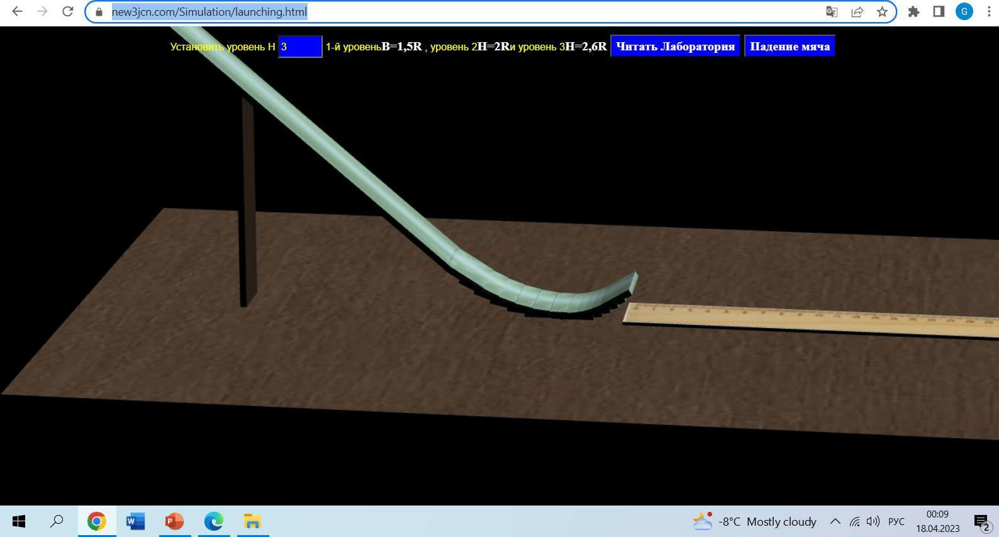 new3jcn.com/Simulation/launching.html
G
Установить уровень H 3 1-й уровеньB=1,5R , уровень 2H=2Rи уровень 3H=2,6R Читать Лаборатория Падение мяча
-8°C Mostly cloudy
РУС
00:09
18.04.2023
2